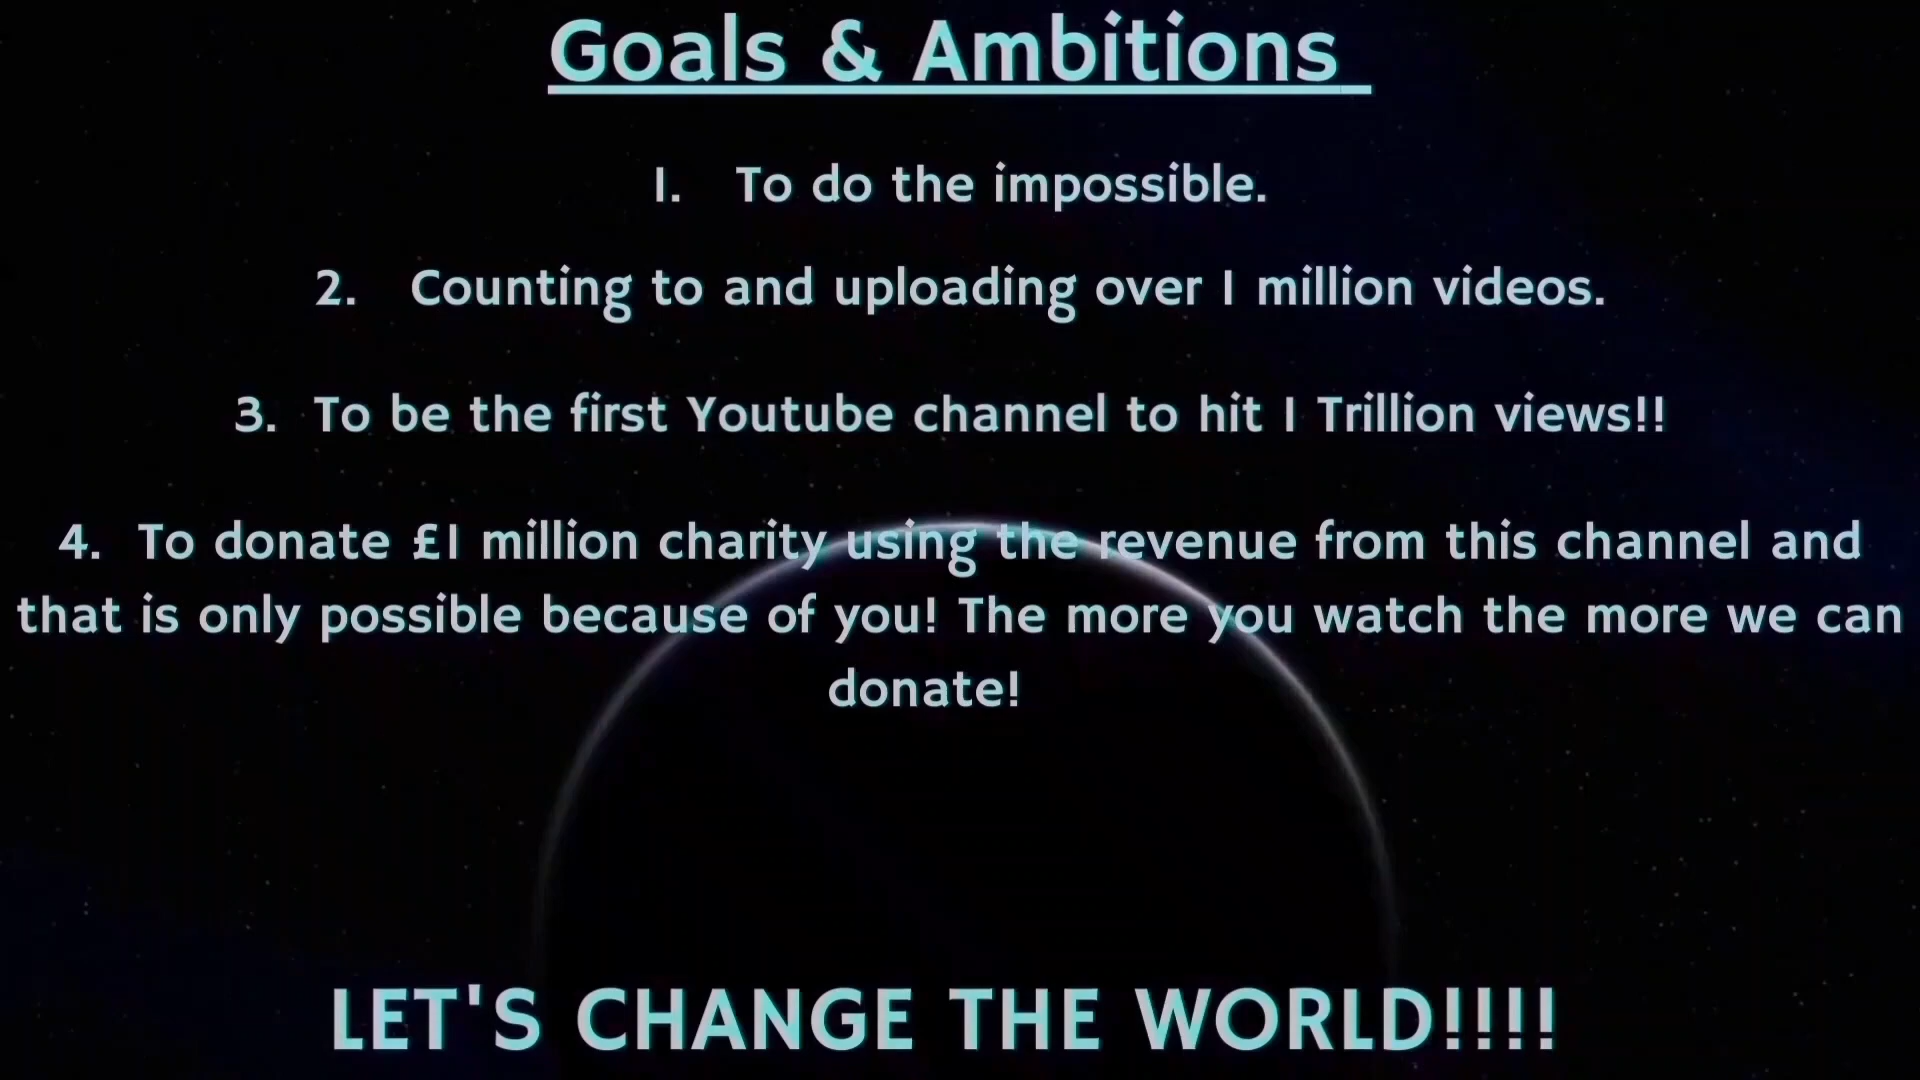 Goals & Ambitions
1. To do the impossible.
2. Counting to and uploading over 1 million videos.
3. To be the first Youtube channel to hit 1 Trillion views!!
4. To donate £1 million charity using the revenue from this channel and
that is only possible because of you! The more you watch the more we can
donate!
LET'S CHANGE THE WORLD!!!!